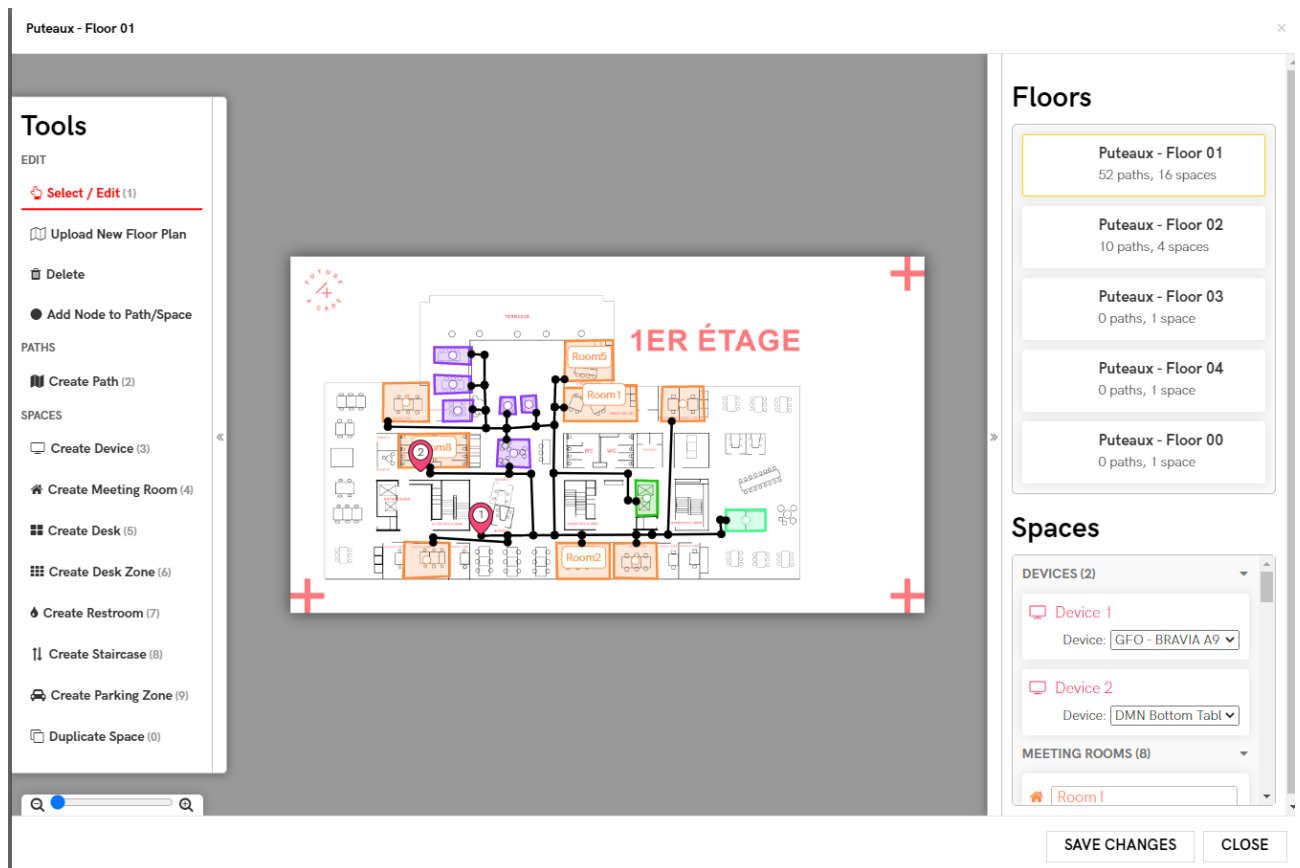 Puteaux - Floor 01
×
Tools
EDIT
Select / Edit (1)
Upload New Floor Plan
Delete
Add Node to Path/Space
PATHS
Create Path (2)
SPACES
Create Device (3)
Create Meeting Room (4)
Create Desk (5)
Create Desk Zone (6)
Create Restroom (7)
Create Staircase (8)
Create Parking Zone (9)
Duplicate Space (0)
«
FUTURE
4
CARE
TERRASSE
1ER ÉTAGE
Room5
Room1
om8
WC
WC
2
1
Room2
»
Floors
Puteaux - Floor 01
52 paths, 16 spaces
Puteaux - Floor 02
10 paths, 4 spaces
Puteaux - Floor 03
0 paths, 1 space
Puteaux - Floor 04
0 paths, 1 space
Puteaux - Floor 00
0 paths, 1 space
Spaces
DEVICES (2)
Device 1
Device: GFO - BRAVIA A9
Device 2
Device: DMN Bottom Tabl
MEETING ROOMS (8)
Room1
SAVE CHANGES
CLOSE